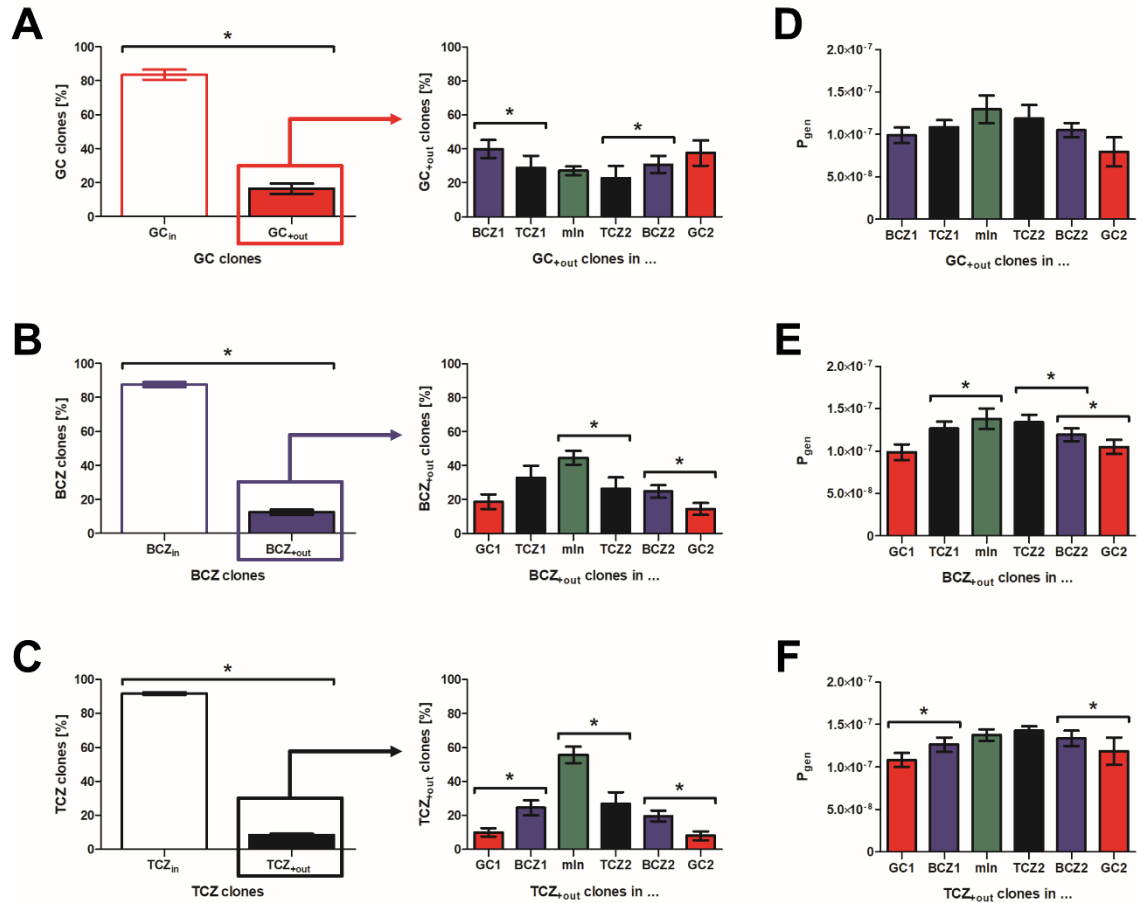 A
GC clones [%]
100
80
60
40
20
0
*
GCin
GC+out
GC clones
GC+out clones [%]
100
80
60
40
20
0
*
*
BCZ1 TCZ1 mln TCZ2 BCZ2 GC2
GC+out clones in ...
D
Pgen
2.0×10-7
1.5×10-7
1.0×10-7
5.0×10-8
BCZ1 TCZ1 mln TCZ2 BCZ2 GC2
GC+out clones in ...
B
BCZ clones [%]
100
80
60
40
20
0
*
BCZin
BCZ+out
BCZ clones
BCZ+out clones [%]
100
80
60
40
20
0
*
*
GC1 TCZ1 mln TCZ2 BCZ2 GC2
BCZ+out clones in ...
E
Pgen
2.0×10-7
1.5×10-7
1.0×10-7
5.0×10-8
0
*
*
*
GC1 TCZ1 mln TCZ2 BCZ2 GC2
BCZ+out clones in ...
C
TCZ clones [%]
100
80
60
40
20
0
*
TCZin
TCZ+out
TCZ clones
TCZ+out clones [%]
100
80
60
40
20
0
*
*
*
GC1 BCZ1 mln TCZ2 BCZ2 GC2
TCZ+out clones in ...
F
Pgen
2.0×10-7
1.5×10-7
1.0×10-7
5.0×10-8
0
*
*
GC1 BCZ1 mln TCZ2 BCZ2 GC2
TCZ+out clones in ...